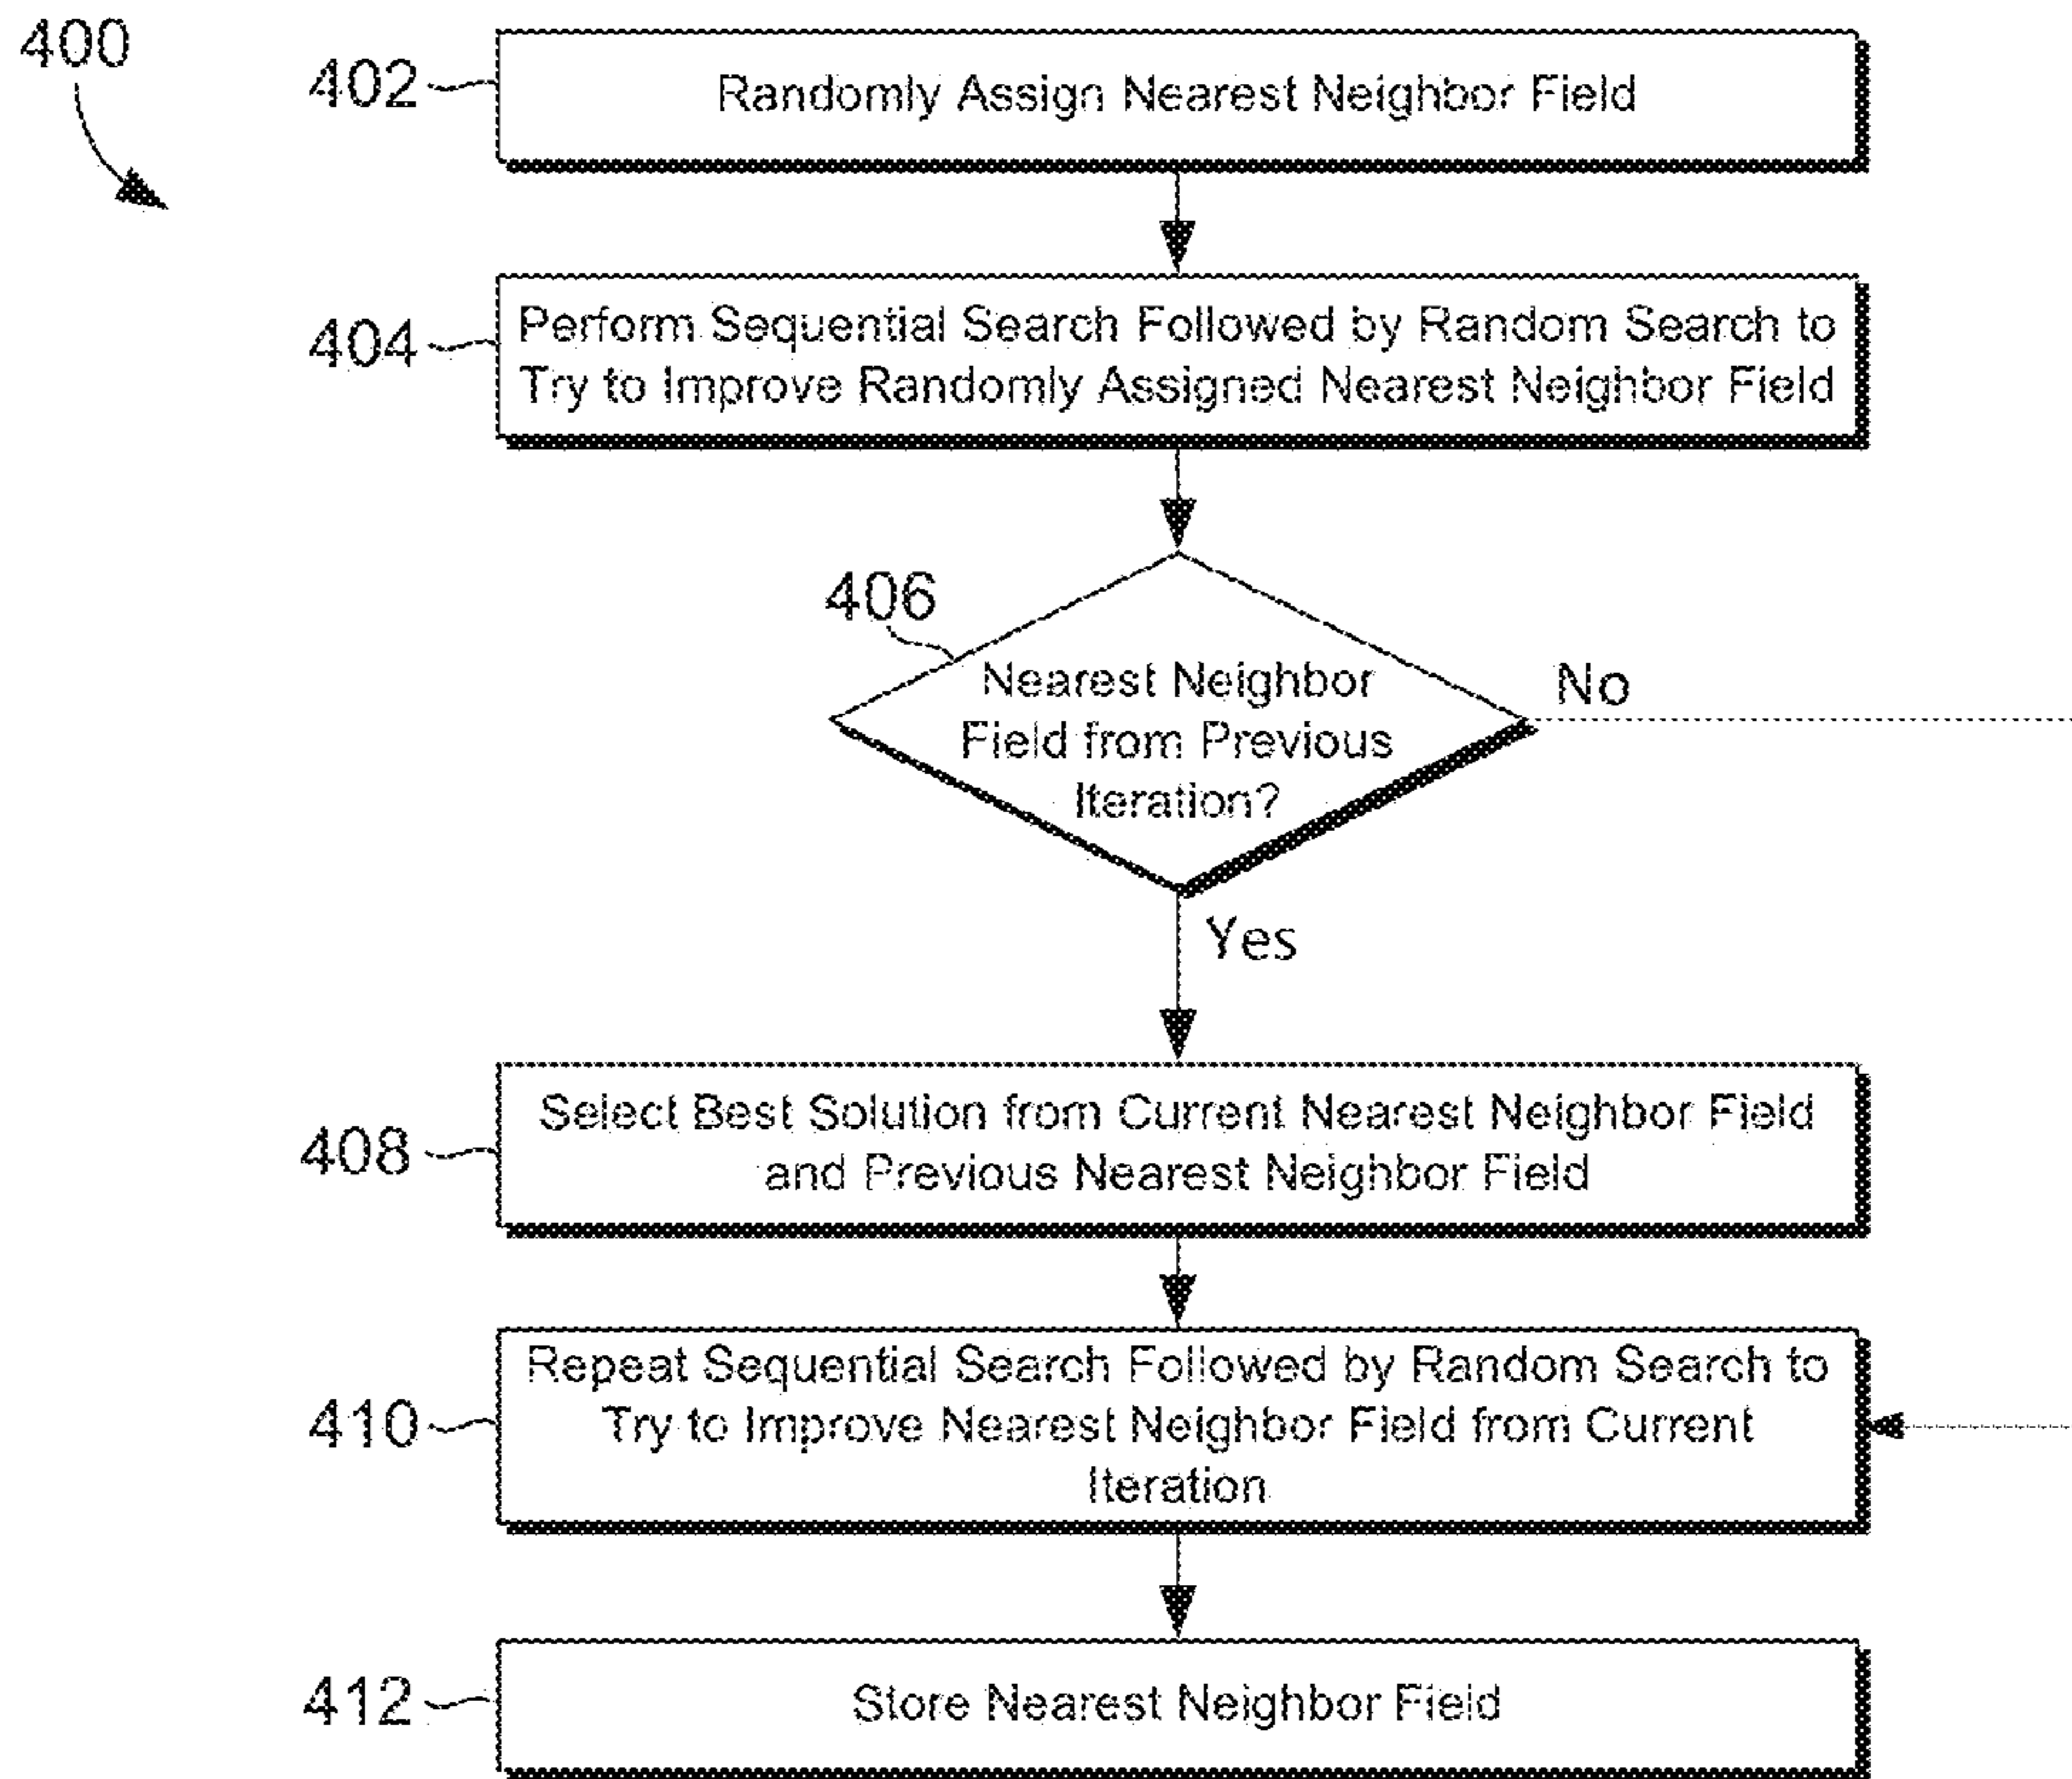 400
402
Randomly Assign Nearest Neighbor Field
404
Perform Sequential Search Followed by Random Search to
Try to Improve Randomly Assigned Nearest Neighbor Field
406
Nearest Neighbor
Field from Previous
Iteration?
No
Yes
408
Select Best Solution from Current Nearest Neighbor Field
and Previous Nearest Neighbor Field
410
Repeat Sequential Search Followed by Random Search to
Try to Improve Nearest Neighbor Field from Current
Iteration
412
Store Nearest Neighbor Field